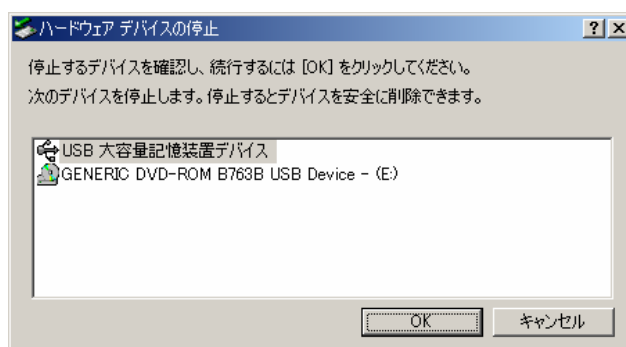 ハードウェア デバイスの停止
停止するデバイスを確認し、続行するには [OK] をクリックしてください。
次のデバイスを停止します。停止するとデバイスを安全に削除できます。
USB 大容量記憶装置デバイス
GENERIC DVD-ROM B763B USB Device - (E:)
OK キャンセル